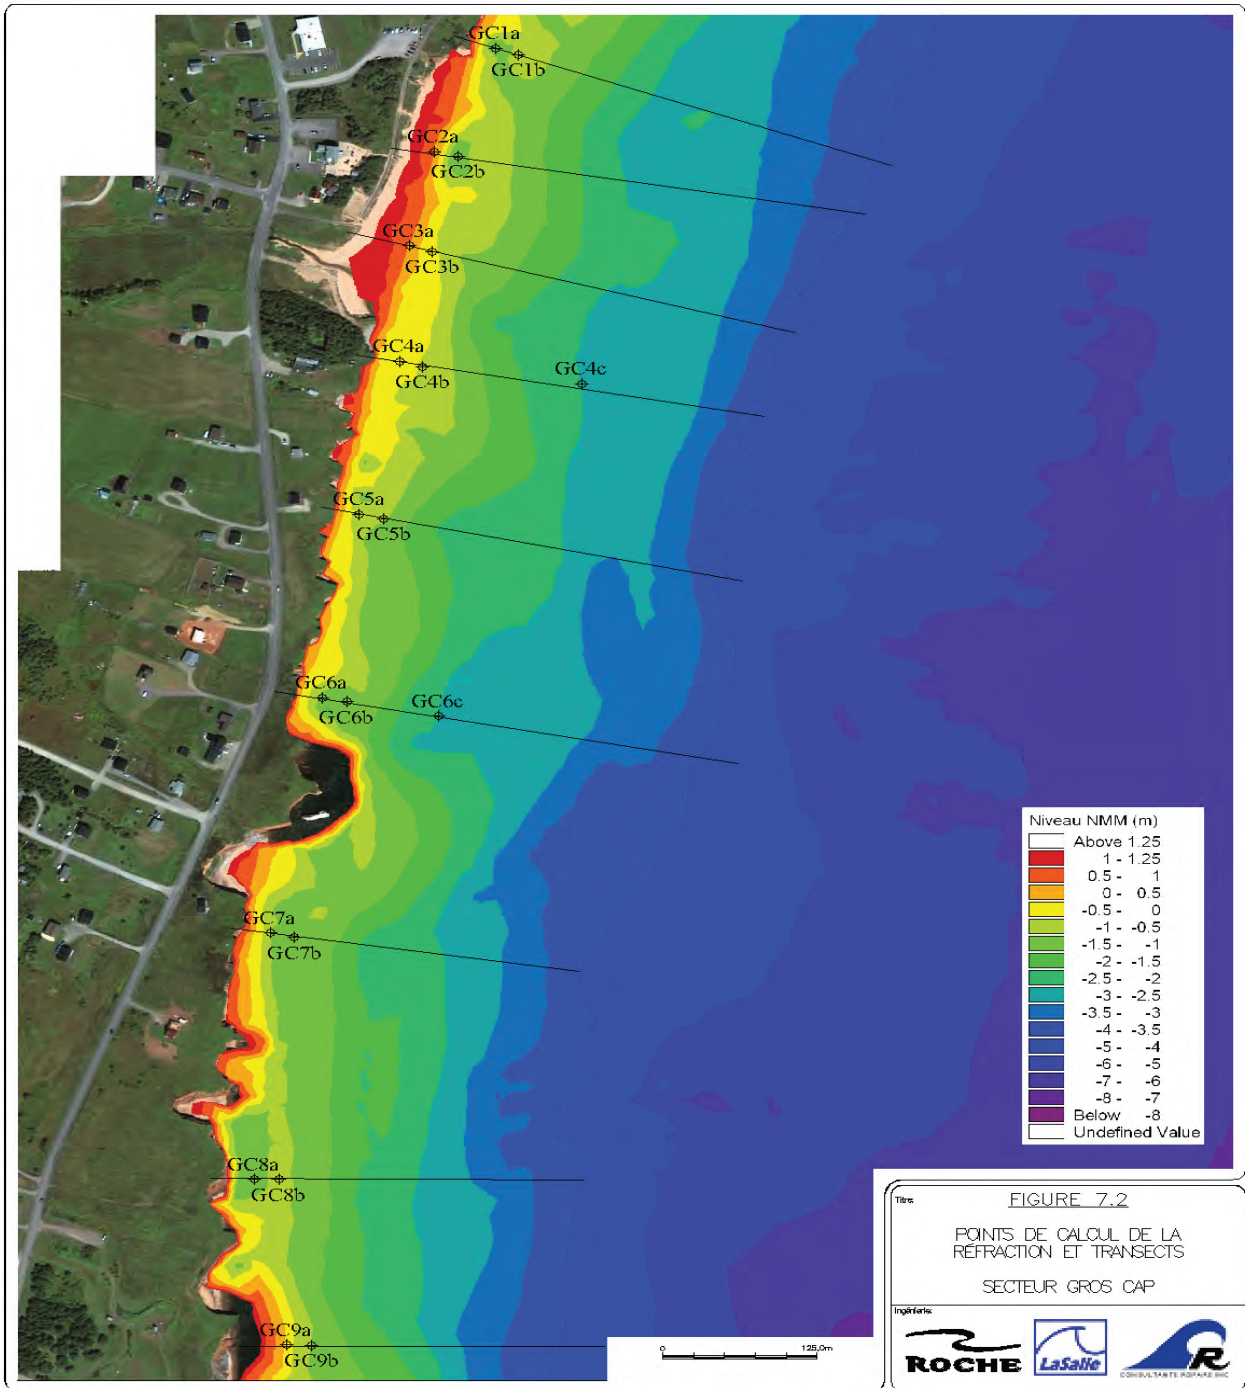 GC1a
GC1b
GC2a
GC2b
GC3a
GC3b
GC4a
GC4b
GC4c
GC5a
GC5b
GC6a
GC6b
GC6c
GC7a
GC7b
GC8a
GC8b
GC9a
GC9b
Niveau NMM (m)
Above 1.25
1 - 1.25
0.5 - 1
0 - 0.5
-0.5 - 0
-1 - -0.5
-1.5 - -1
-2 - -1.5
-2.5 - -2
-3 - -2.5
-3.5 - -3
-4 - -3.5
-5 - -4
-6 - -5
-7 - -6
-8 - -7
Below -8
Undefined Value
0 125.0m
Titre:
FIGURE 7.2
POINTS DE CALCUL DE LA
RÉFRACTION ET TRANSECTS
SECTEUR GROS CAP
Ingénierie:
ROCHE
LaSalle
R